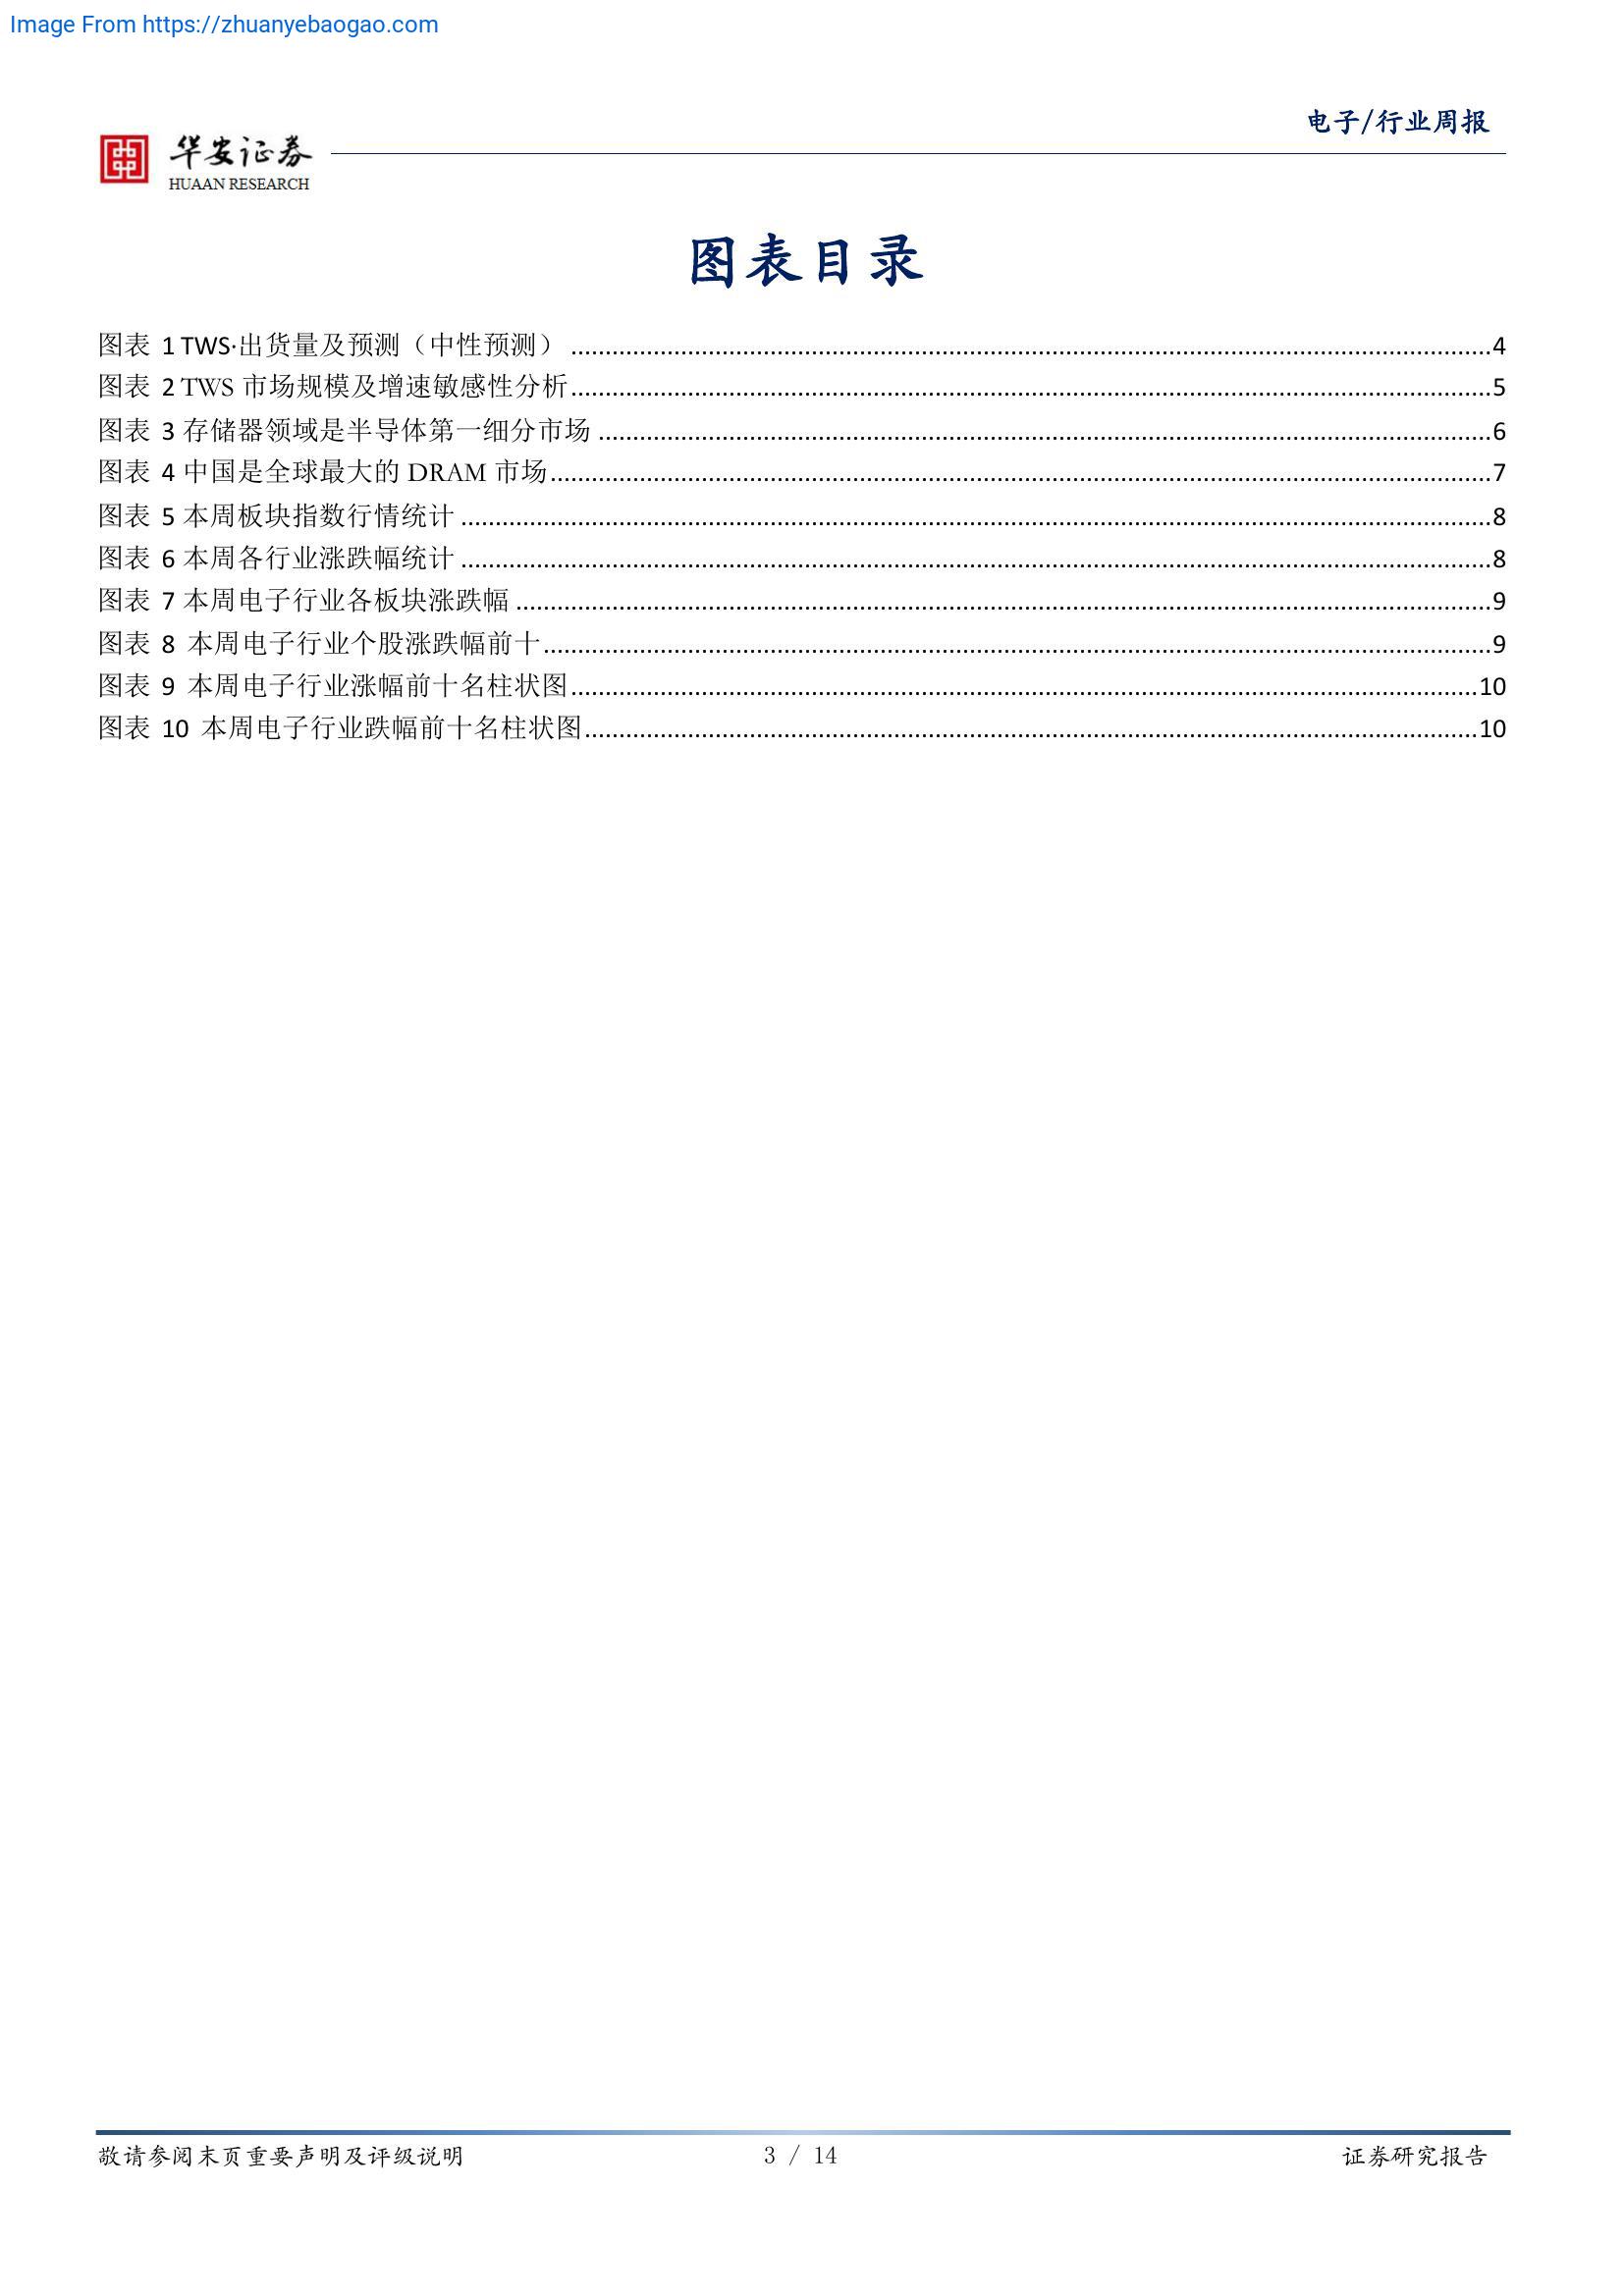 Image From https://zhuanyebaogao.com
电子/行业周报
华安证券
HUAAN RESEARCH
图表目录
图表 1 TWS·出货量及预测（中性预测） ........................................ 4
图表 2 TWS 市场规模及增速敏感性分析 ........................................ 5
图表 3 存储器领域是半导体第一细分市场 ........................................ 6
图表 4 中国是全球最大的 DRAM 市场 ........................................ 7
图表 5 本周板块指数行情统计 ........................................ 8
图表 6 本周各行业涨跌幅统计 ........................................ 8
图表 7 本周电子行业各板块涨跌幅 ........................................ 9
图表 8 本周电子行业个股涨跌幅前十 ........................................ 9
图表 9 本周电子行业涨幅前十名柱状图 ........................................ 10
图表 10 本周电子行业跌幅前十名柱状图 ........................................ 10
敬请参阅末页重要声明及评级说明 3 / 14 证券研究报告